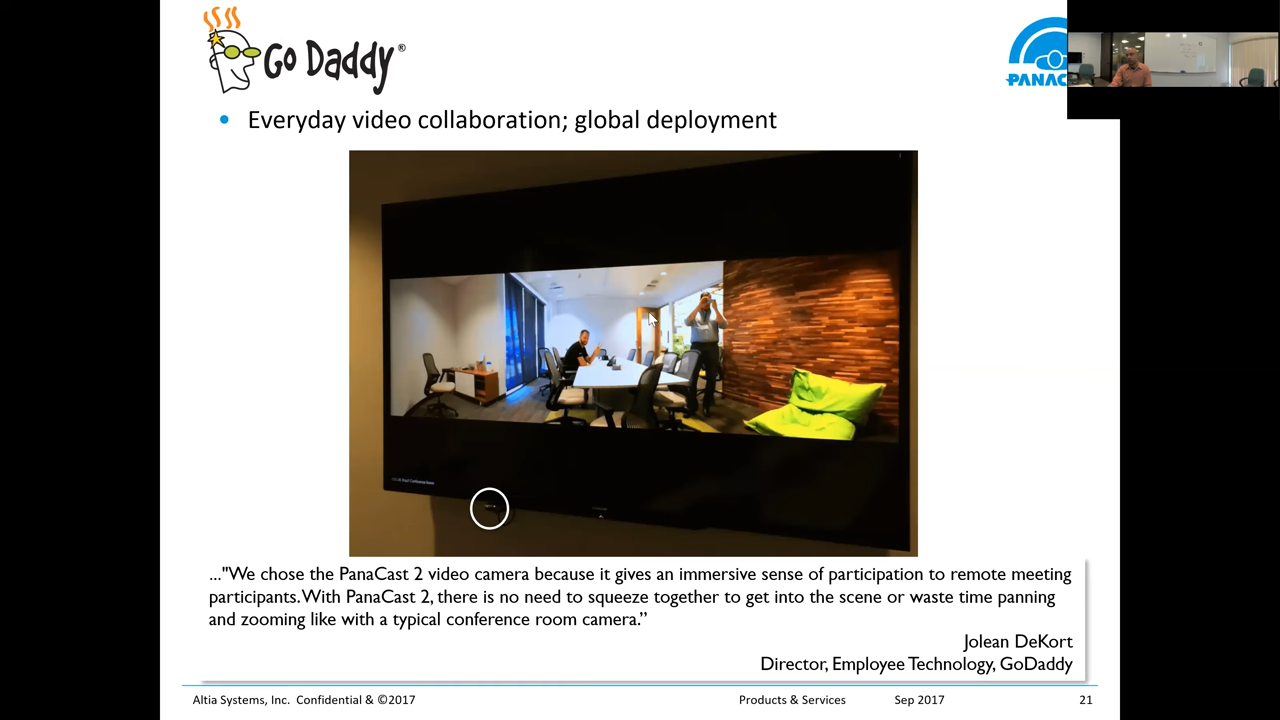 Go Daddy®
PANAC
• Everyday video collaboration; global deployment
..."We chose the PanaCast 2 video camera because it gives an immersive sense of participation to remote meeting
participants. With PanaCast 2, there is no need to squeeze together to get into the scene or waste time panning
and zooming like with a typical conference room camera.”
Jolean DeKort
Director, Employee Technology, GoDaddy
Altia Systems, Inc. Confidential & ©2017 Products & Services Sep 2017 21